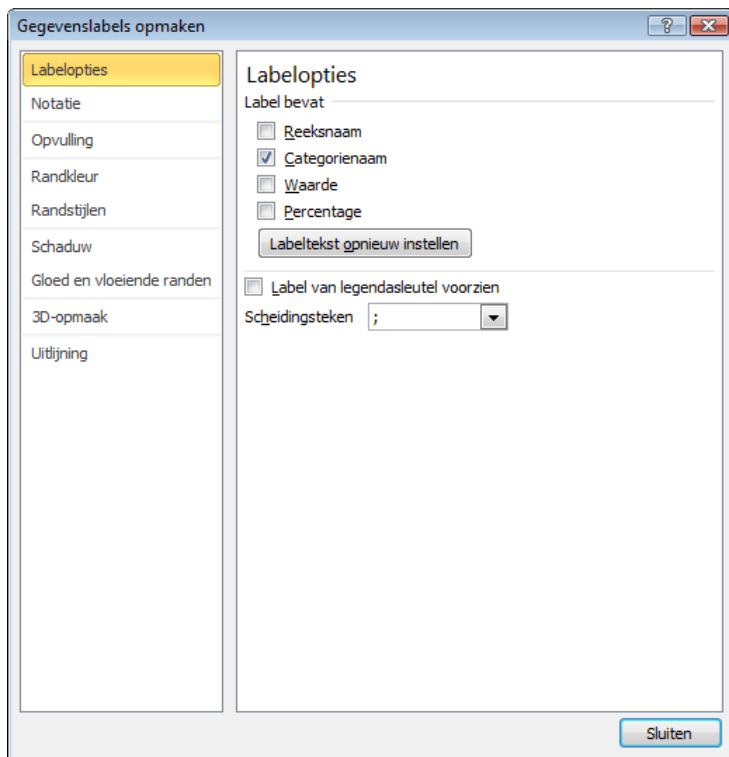 Gegevenslabels opmaken
Labelopties
Notatie
Opvulling
Randkleur
Randstijlen
Schaduw
Gloed en vloeiende randen
3D-opmaak
Uitlijning
Labelopties
Label bevat
Reeksnaam
Categorienaam
Waarde
Percentage
Labeltekst opnieuw instellen
Label van legendasleutel voorzien
Scheidingsteken ;
Sluiten